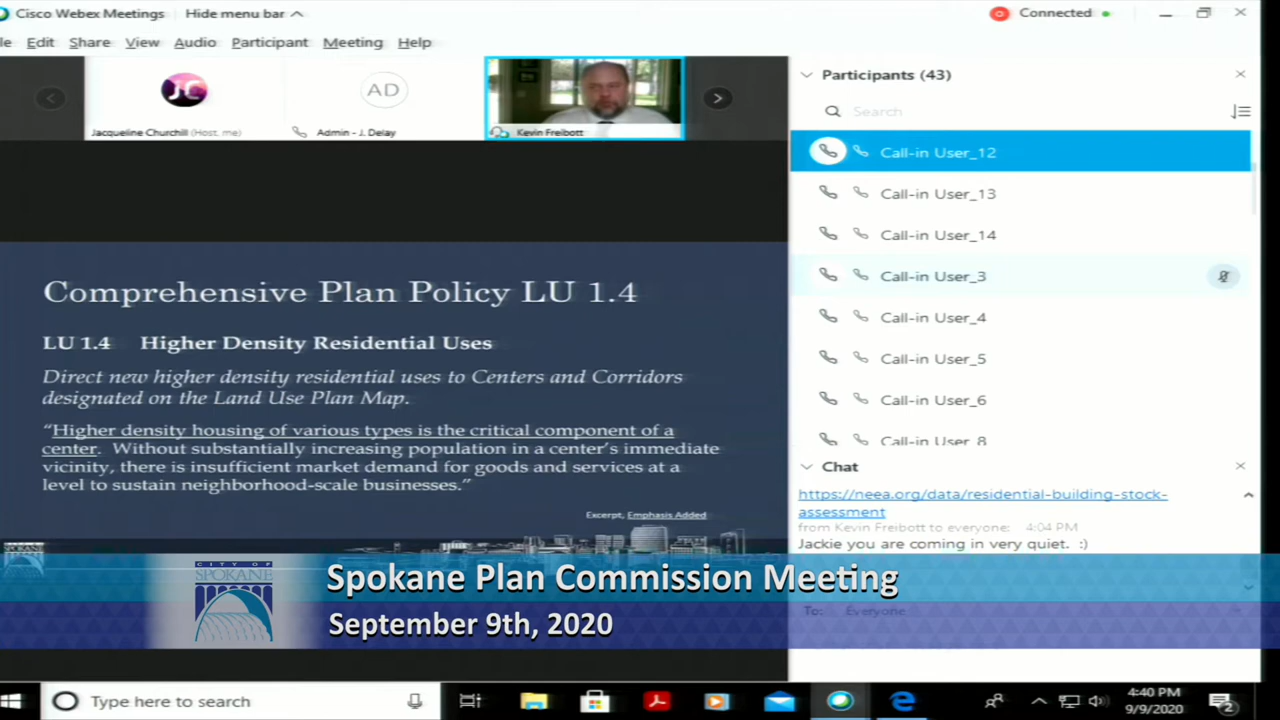 Cisco Webex Meetings Hide menu bar Connected
Edit Share View Audio Participant Meeting Help
JC
AD
Jacqueline Churchill (Host, me)
Admin - J. Delay
Kevin Freibott
Participants (43)
Search
Call-in User_12
Call-in User_13
Call-in User_14
Call-in User_3
Call-in User_4
Call-in User_5
Call-in User_6
Call-in User_8
Comprehensive Plan Policy LU 1.4
LU 1.4 Higher Density Residential Uses
Direct new higher density residential uses to Centers and Corridors
designated on the Land Use Plan Map.
“Higher density housing of various types is the critical component of a
center. Without substantially increasing population in a center’s immediate
vicinity, there is insufficient market demand for goods and services at a
level to sustain neighborhood-scale businesses.”
Excerpt, Emphasis Added
SPOKANE
Chat
https://neea.org/data/residential-building-stock-
assessment
from Kevin Freibott to everyone: 4:04 PM
Jackie you are coming in very quiet. :)
To: Everyone
CITY OF
SPOKANE
Spokane Plan Commission Meeting
September 9th, 2020
Type here to search
4:40 PM
9/9/2020
2